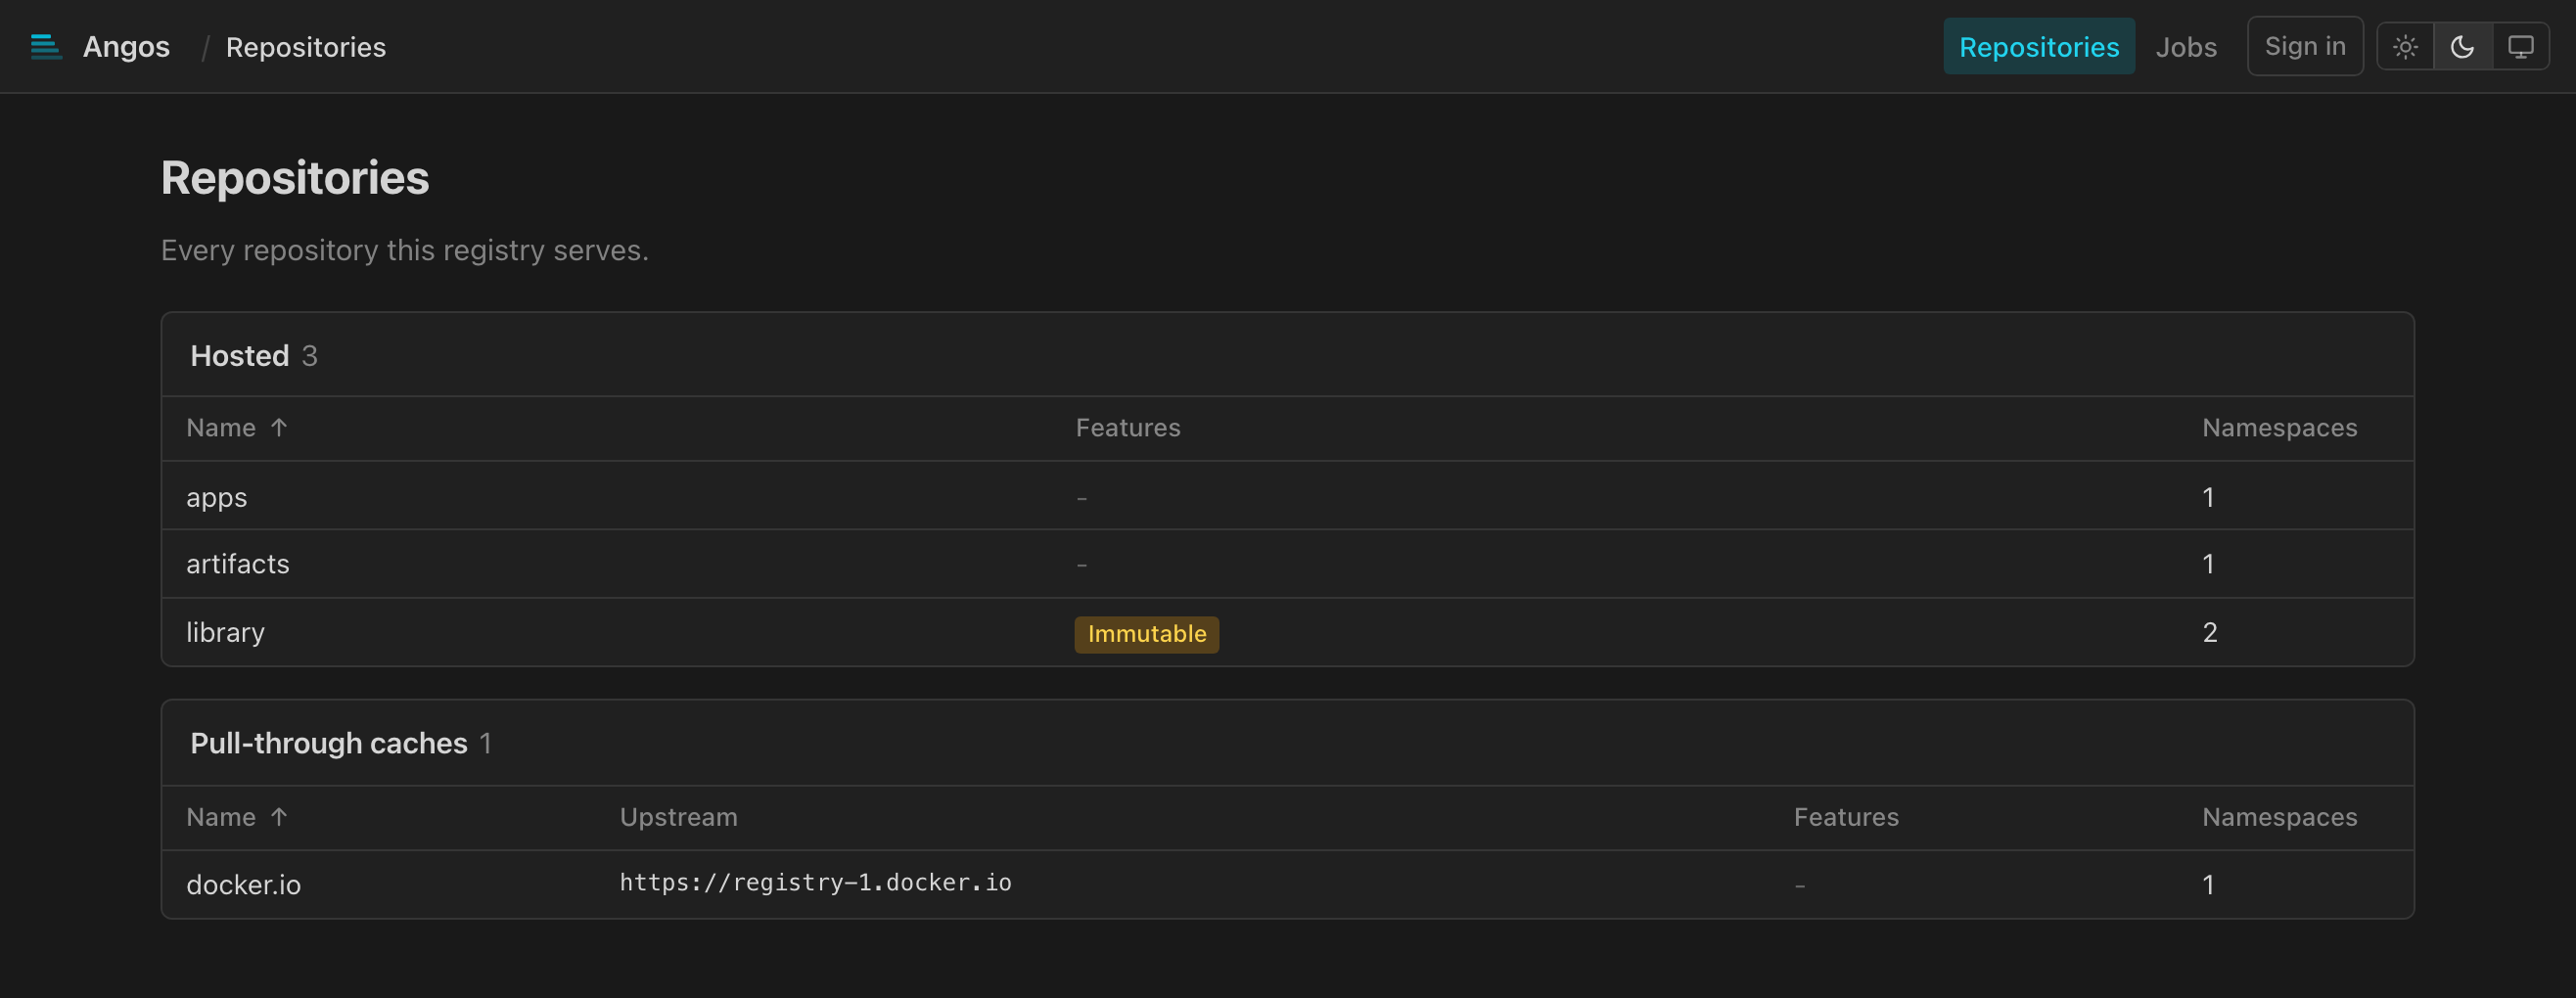 Angos / Repositories Repositories Jobs Sign in
Repositories
Every repository this registry serves.
Hosted 3
Name ↑ Features Namespaces
apps - 1
artifacts - 1
library Immutable 2
Pull-through caches 1
Name ↑ Upstream Features Namespaces
docker.io https://registry-1.docker.io - 1